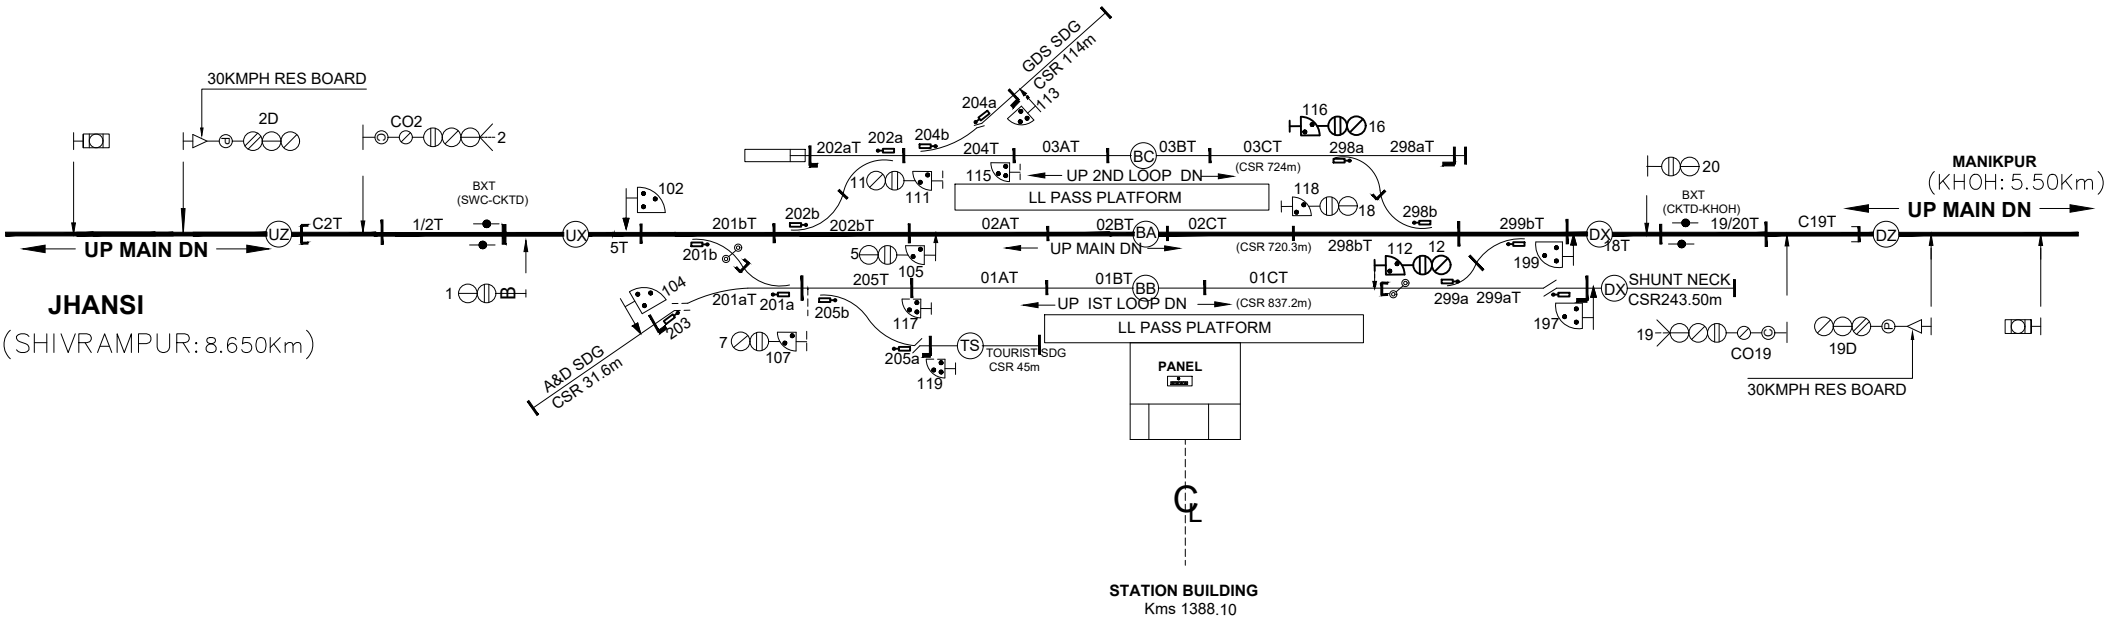 GDS SDG
CSR 114m
30KMPH RES BOARD
2D
P
CO2
C
2
204a
113
116
16
202aT
202a
204b
204T
03AT
BC
03BT
03CT
298a
298aT
(CSR 724m)
UP 2ND LOOP DN
115
11
111
LL PASS PLATFORM
118
18
20
MANIKPUR
(KHOH: 5.50Km)
UP MAIN DN
BXT
(SWC-CKTD)
102
BXT
(CKTD-KHOH)
UZ
C2T
1/2T
UX
5T
201bT
202b
202bT
02AT
02BT
BA
02CT
298b
299bT
DX
18T
19/20T
C19T
DZ
UP MAIN DN
201b
5
105
UP MAIN DN
(CSR 720.3m)
298bT
112
12
199
1
B
JHANSI
(SHIVRAMPUR: 8.650Km)
104
201aT
201a
205T
205b
01AT
01BT
BB
01CT
299a
299aT
DX
SHUNT NECK
CSR243.50m
UP IST LOOP DN
(CSR 837.2m)
117
197
203
7
107
LL PASS PLATFORM
19
C
CO19
P
19D
30KMPH RES BOARD
A&D SDG
CSR 31.6m
205a
TS
TOURIST SDG
CSR 45m
119
PANEL
CL
STATION BUILDING
Kms 1388.10